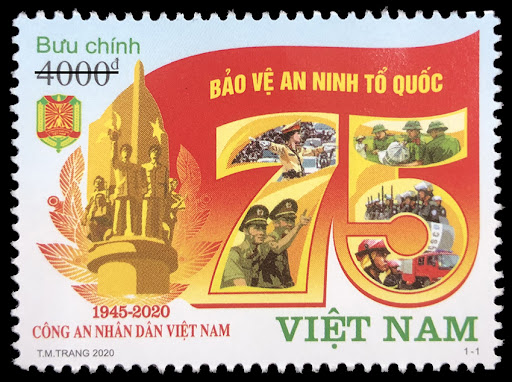 Bưu chính
4000đ
BẢO VỆ AN NINH TỔ QUỐC
75
1945-2020
CÔNG AN NHÂN DÂN VIỆT NAM
VIỆT NAM
T.M.TRANG 2020
1-1